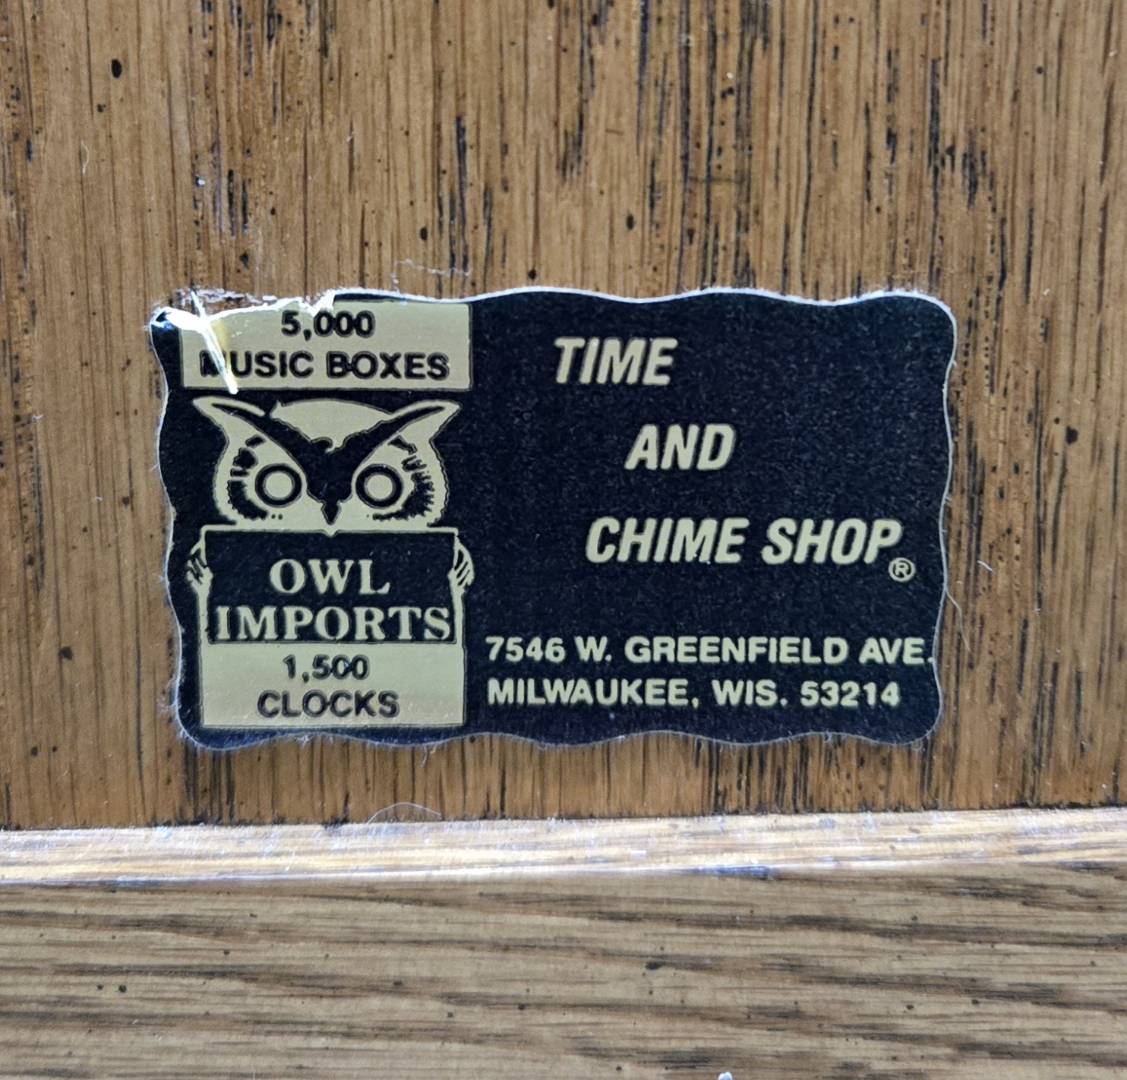 5,000
MUSIC BOXES
OWL
IMPORTS
1,500
CLOCKS
TIME
AND
CHIME SHOP®
7546 W. GREENFIELD AVE.
MILWAUKEE, WIS. 53214